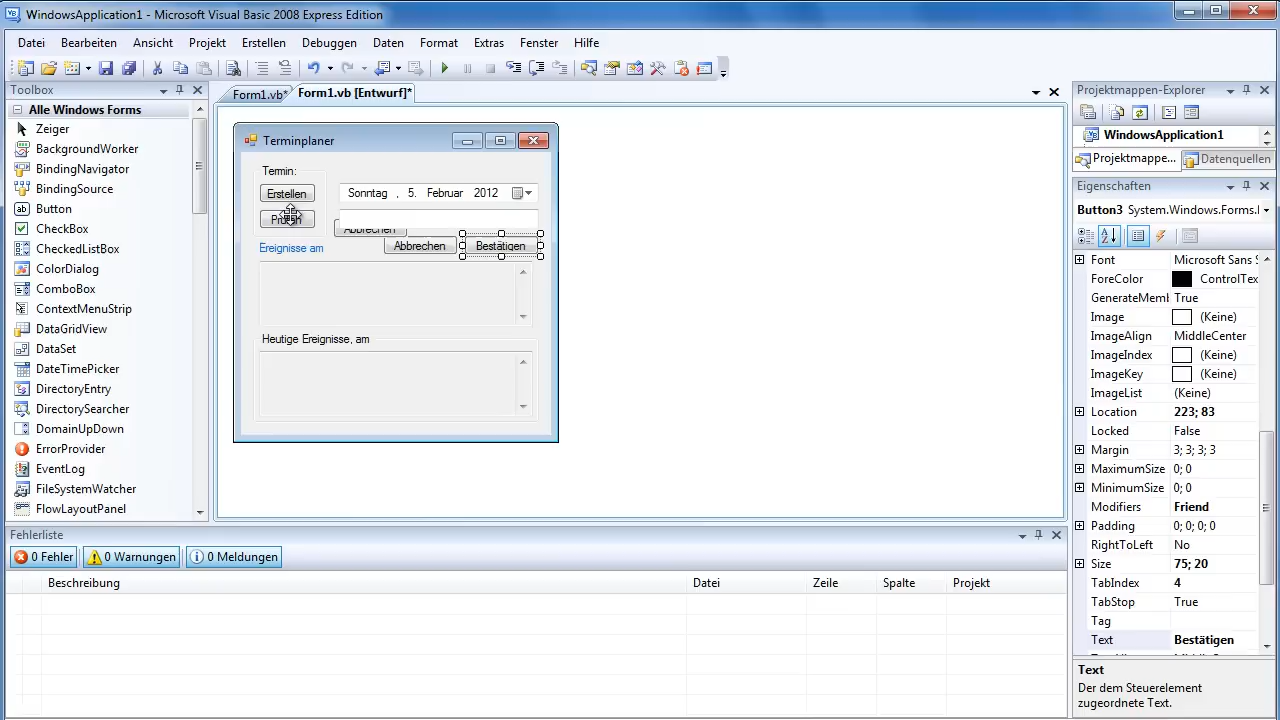 WindowsApplication1 - Microsoft Visual Basic 2008 Express Edition
Datei Bearbeiten Ansicht Projekt Erstellen Debuggen Daten Format Extras Fenster Hilfe
Toolbox
Alle Windows Forms
Zeiger
BackgroundWorker
BindingNavigator
BindingSource
Button
CheckBox
CheckedListBox
ColorDialog
ComboBox
ContextMenuStrip
DataGridView
DataSet
DateTimePicker
DirectoryEntry
DirectorySearcher
DomainUpDown
ErrorProvider
EventLog
FileSystemWatcher
FlowLayoutPanel
Form1.vb* Form1.vb [Entwurf]*
Terminplaner
Termin:
Erstellen
Sonntag , 5. Februar 2012
Abbrechen
Ereignisse am
Abbrechen
Bestätigen
Heutige Ereignisse, am
Projektmappen-Explorer
WindowsApplication1
Projektmappe... Datenquellen
Eigenschaften
Button3 System.Windows.Forms.
Font Microsoft Sans S
ForeColor ControlTex
GenerateMemb True
Image (Keine)
ImageAlign MiddleCenter
ImageIndex (Keine)
ImageKey (Keine)
ImageList (Keine)
Location 223; 83
Locked False
Margin 3; 3; 3; 3
MaximumSize 0; 0
MinimumSize 0; 0
Modifiers Friend
Padding 0; 0; 0; 0
RightToLeft No
Size 75; 20
TabIndex 4
TabStop True
Tag
Text Bestätigen
Text
Der dem Steuerelement
zugeordnete Text.
Fehlerliste
0 Fehler 0 Warnungen 0 Meldungen
Beschreibung Datei Zeile Spalte Projekt